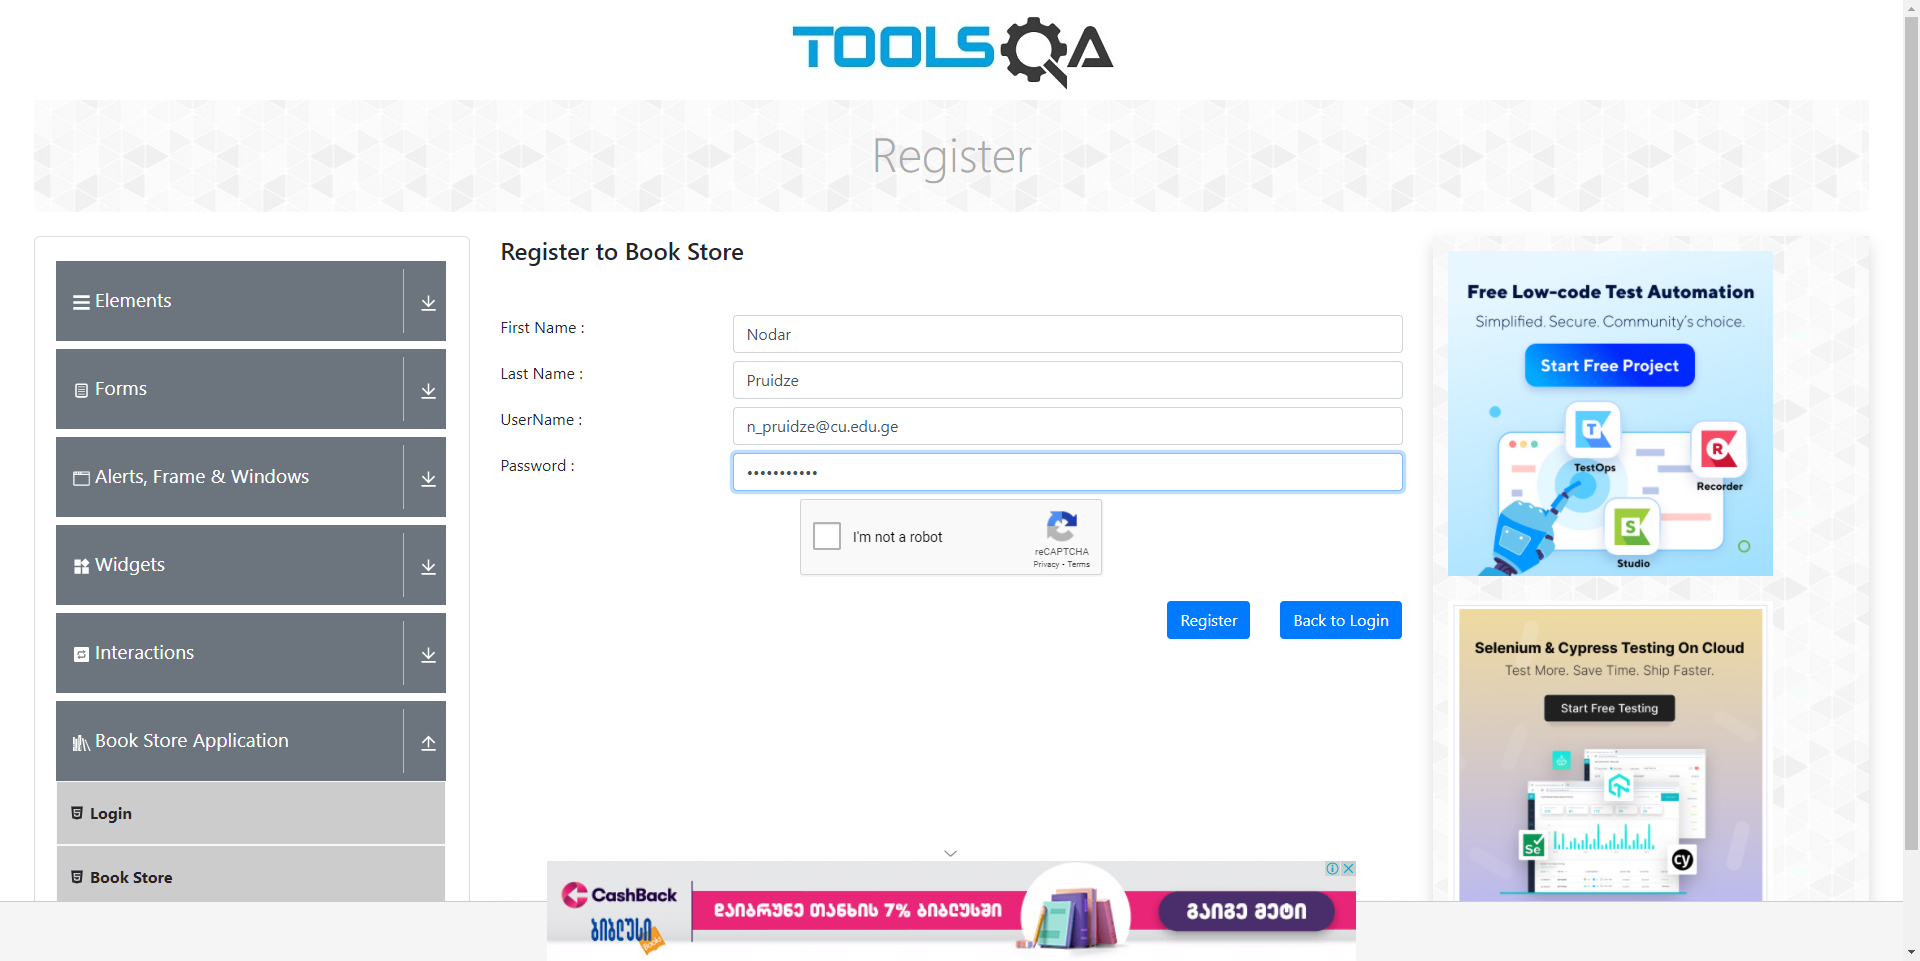 TOOLSQA
Register
Elements
Forms
Alerts, Frame & Windows
Widgets
Interactions
Book Store Application
Login
Book Store
Register to Book Store
First Name :
Nodar
Last Name :
Pruidze
UserName :
n_pruidze@cu.edu.ge
Password :
•••••••••••
I'm not a robot
reCAPTCHA
Privacy - Terms
Register
Back to Login
Free Low-code Test Automation
Simplified. Secure. Community's choice.
Start Free Project
TestOps
Recorder
Studio
Selenium & Cypress Testing On Cloud
Test More. Save Time. Ship Faster.
Start Free Testing
Se
cy
CashBack
ბიბლუსი
Books
დაიბრუნე თანხის 7% ბიბლუსში
გაიგე მეტი